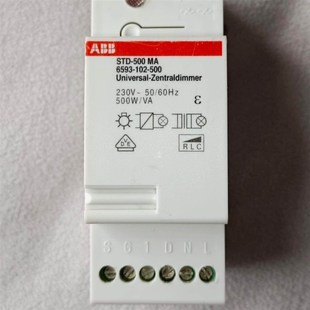 ABB
STD-500 MA
6593-102-500
Universal-Zentraldimmer
230V~ 50/60Hz
500W/VA
RLC